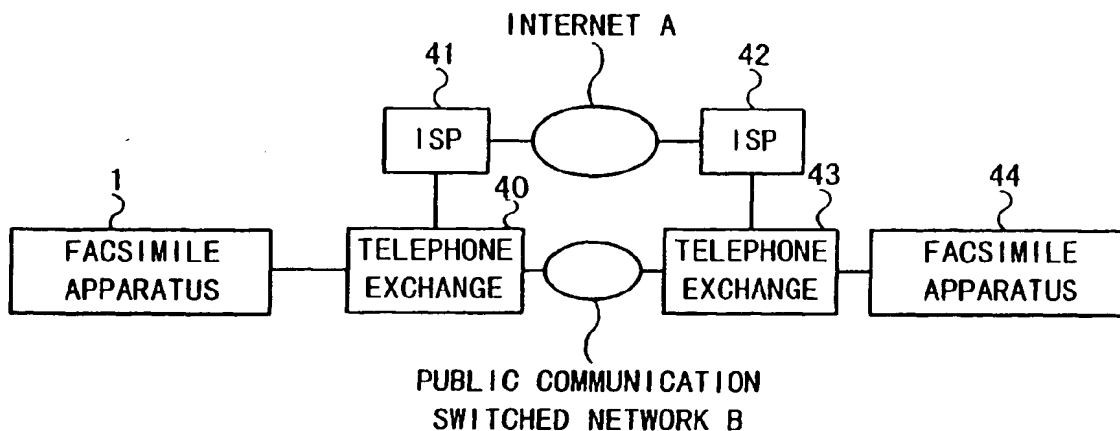 INTERNET A
41
42
ISP
ISP
1
40
43
44
FACSIMILE
APPARATUS
TELEPHONE
EXCHANGE
TELEPHONE
EXCHANGE
FACSIMILE
APPARATUS
PUBLIC COMMUNICATION
SWITCHED NETWORK B